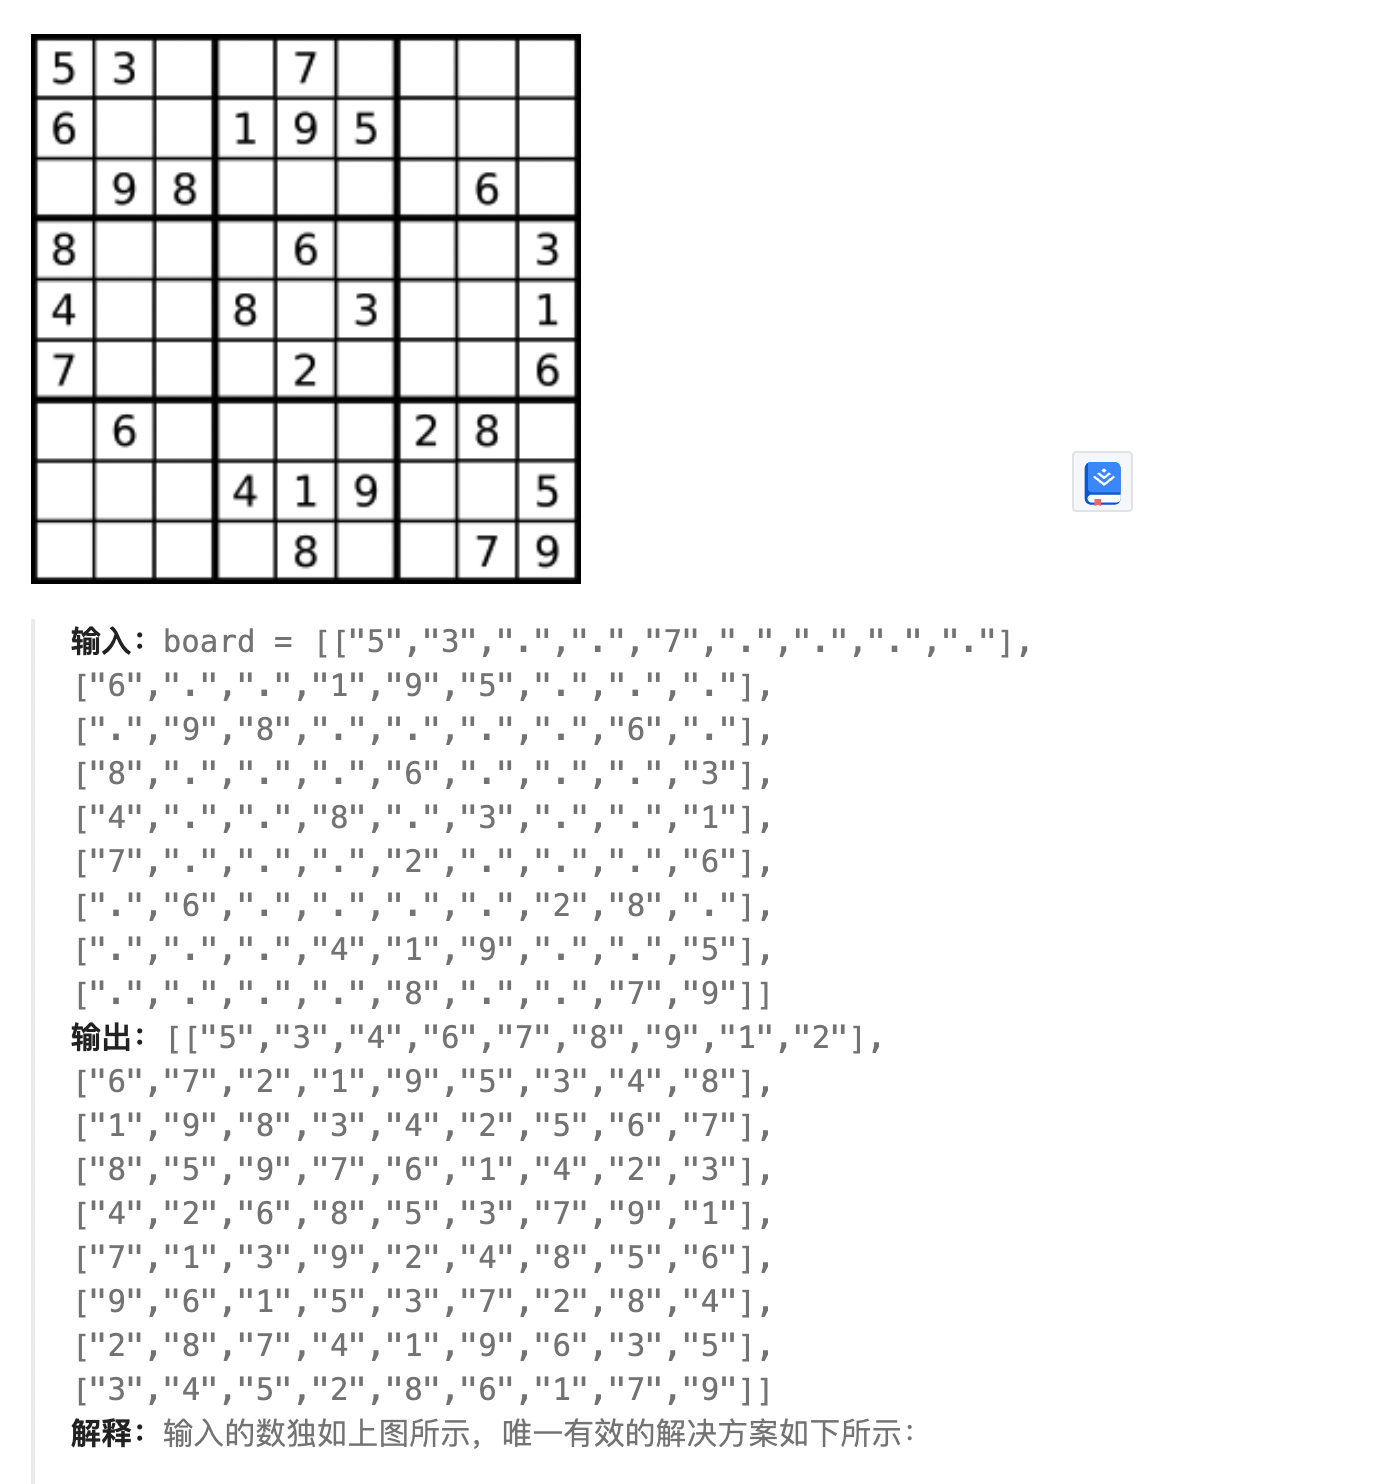 5 3 7
6 1 9 5
9 8 6
8 6 3
4 8 3 1
7 2 6
6 2 8
4 1 9 5
8 7 9
输入：board = [["5","3",".",".","7",".",".",".","."],
["6",".",".","1","9","5",".",".","."],
[".","9","8",".",".",".",".","6","."],
["8",".",".",".","6",".",".",".","3"],
["4",".",".","8",".","3",".",".","1"],
["7",".",".",".","2",".",".",".","6"],
[".","6",".",".",".",".","2","8","."],
[".",".",".","4","1","9",".",".","5"],
[".",".",".",".","8",".",".","7","9"]]
输出：[["5","3","4","6","7","8","9","1","2"],
["6","7","2","1","9","5","3","4","8"],
["1","9","8","3","4","2","5","6","7"],
["8","5","9","7","6","1","4","2","3"],
["4","2","6","8","5","3","7","9","1"],
["7","1","3","9","2","4","8","5","6"],
["9","6","1","5","3","7","2","8","4"],
["2","8","7","4","1","9","6","3","5"],
["3","4","5","2","8","6","1","7","9"]]
解释：输入的数独如上图所示，唯一有效的解决方案如下所示：